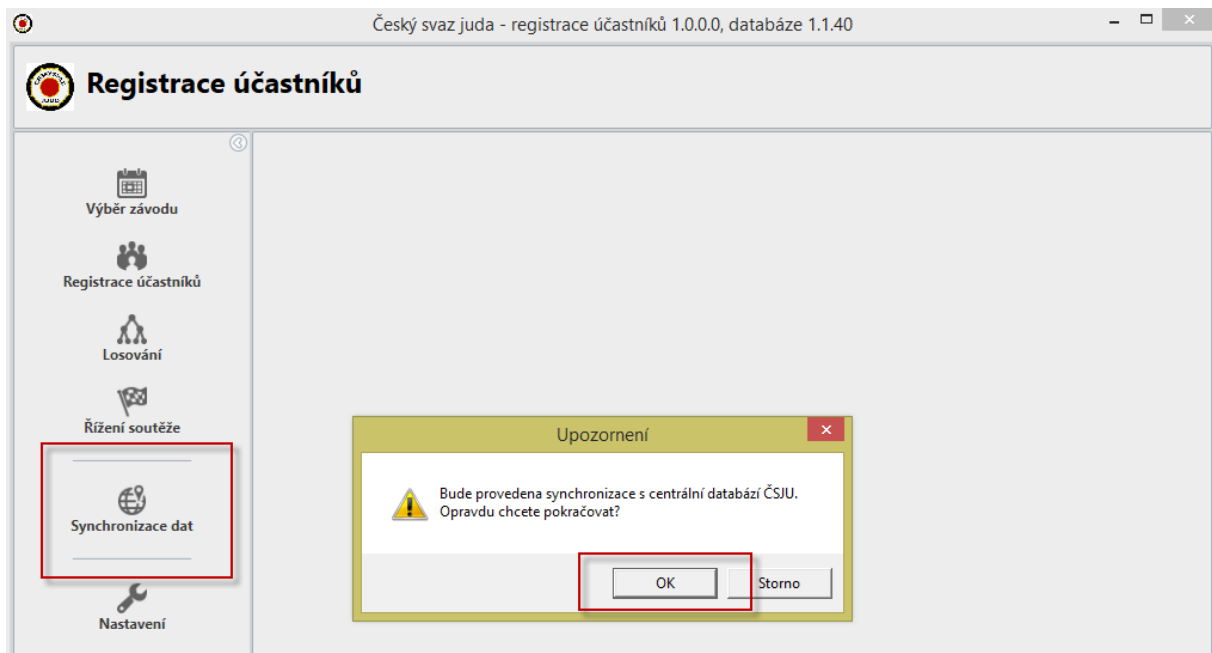 Český svaz juda - registrace účastníků 1.0.0.0, databáze 1.1.40
Registrace účastníků
Výběr závodu
Registrace účastníků
Losování
Řížení soutěže
Synchronizace dat
Nastavení
Upozornení
Bude provedena synchronizace s centrální databází ČSJU.
Opravdu chcete pokračovat?
OK
Storno